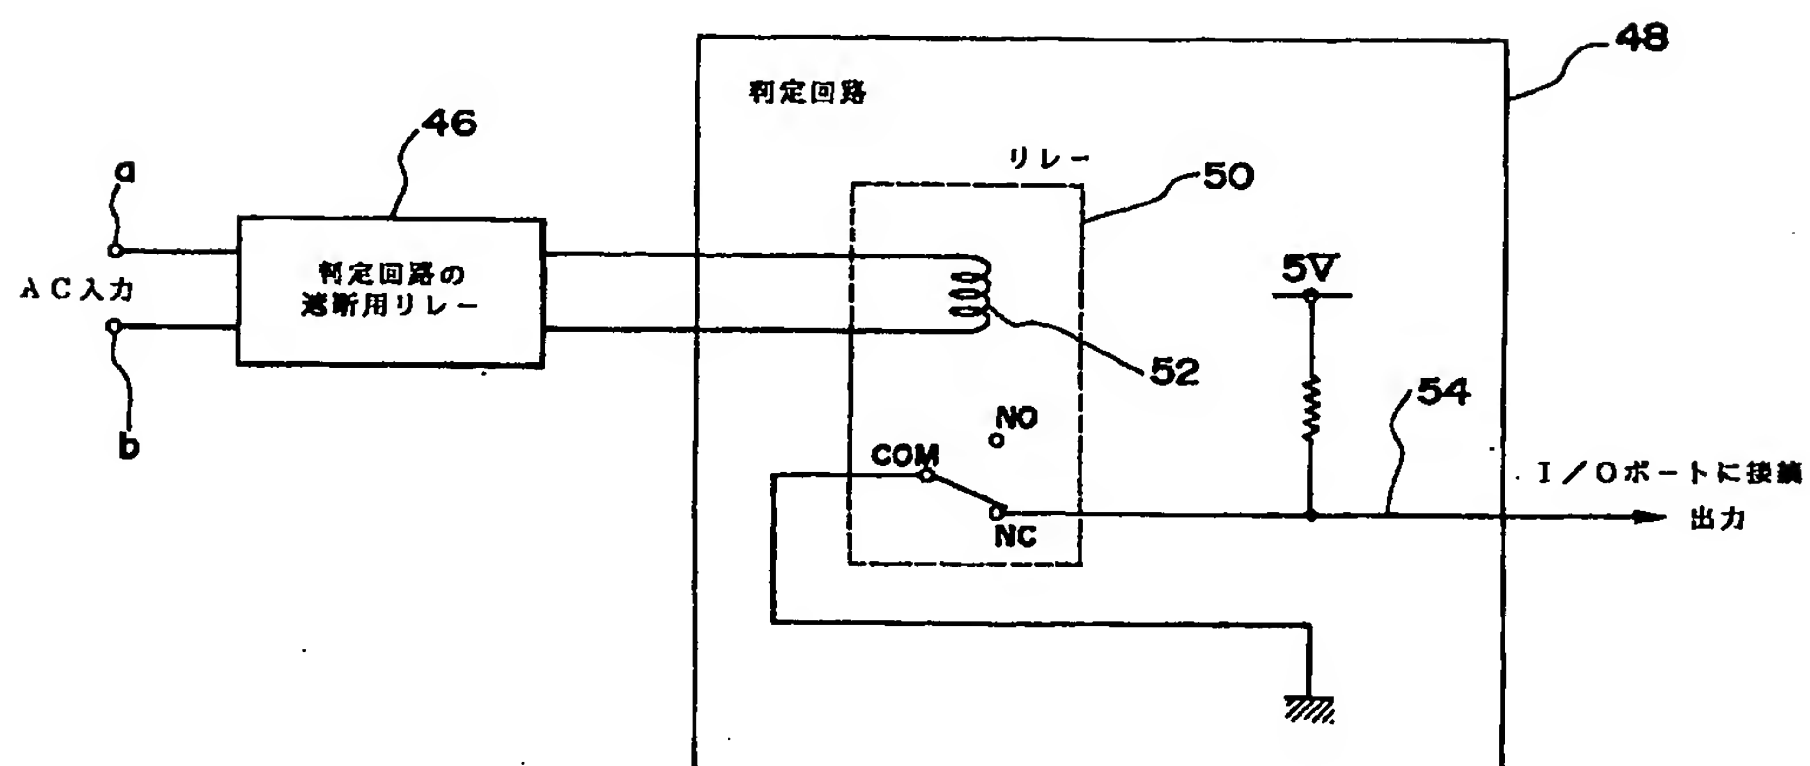 48
判定回路
46
リレー
a
50
5V
AC入力
判定回路の
遮断用リレー
52
54
b
NO
COM
I/Oポートに接続
NC
出力